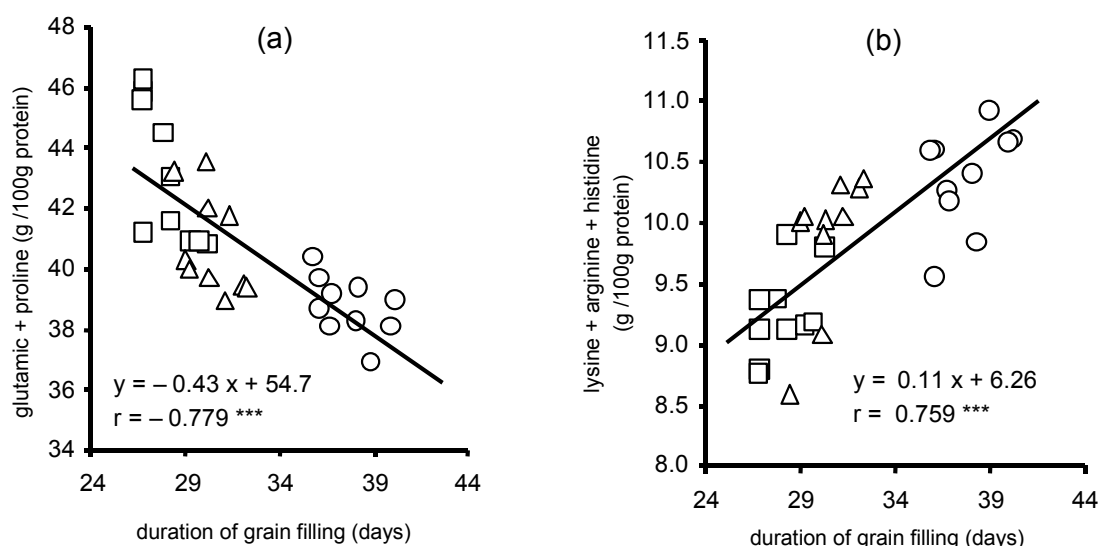 (a)
glutamic + proline (g /100g protein)
48
46
44
42
40
38
36
34
y = – 0.43 x + 54.7
r = – 0.779 ***
24 29 34 39 44
duration of grain filling (days)
(b)
lysine + arginine + histidine
(g /100g protein)
11.5
11.0
10.5
10.0
9.5
9.0
8.5
8.0
y = 0.11 x + 6.26
r = 0.759 ***
24 29 34 39 44
duration of grain filling (days)